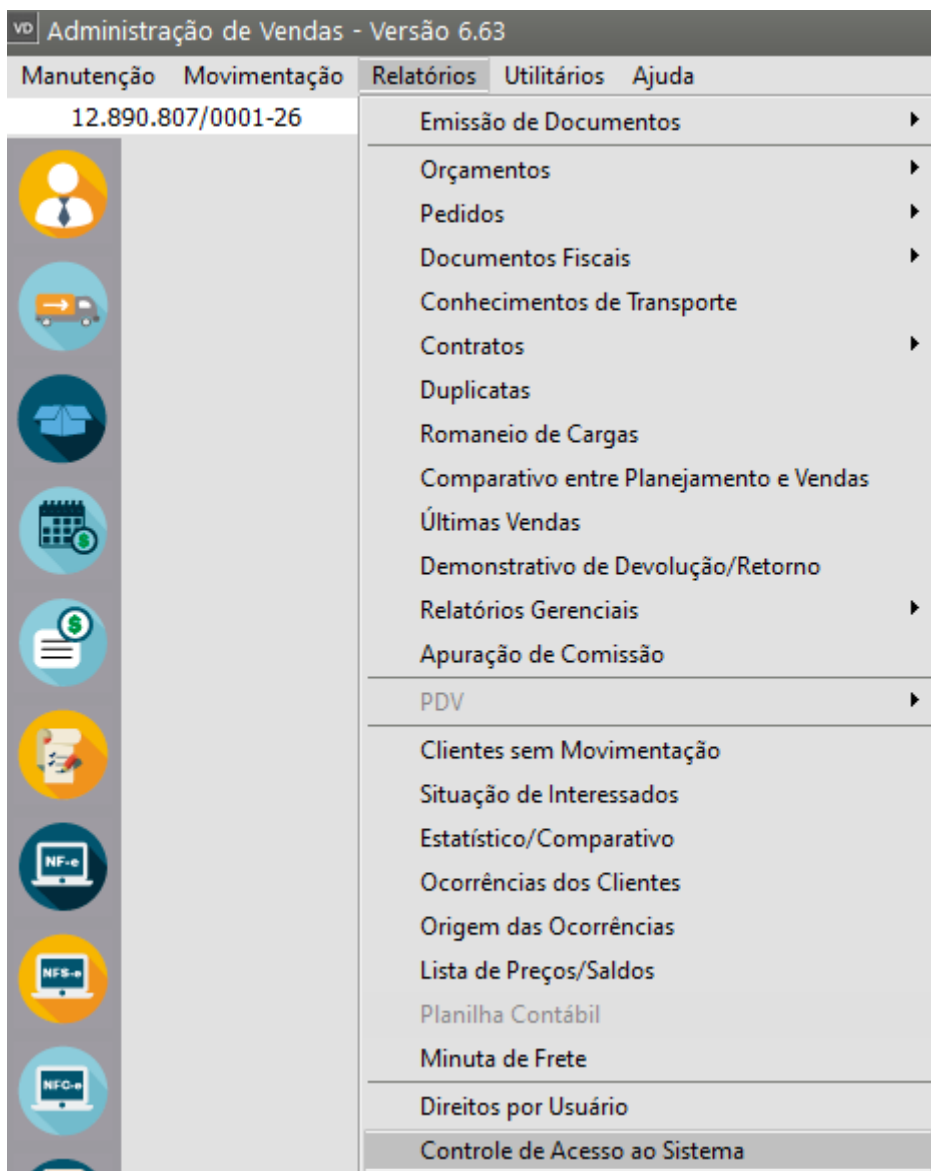 VD Administração de Vendas - Versão 6.63
Manutenção Movimentação Relatórios Utilitários Ajuda
12.890.807/0001-26
Emissão de Documentos
Orçamentos
Pedidos
Documentos Fiscais
Conhecimentos de Transporte
Contratos
Duplicatas
Romaneio de Cargas
Comparativo entre Planejamento e Vendas
Últimas Vendas
Demonstrativo de Devolução/Retorno
Relatórios Gerenciais
Apuração de Comissão
PDV
Clientes sem Movimentação
Situação de Interessados
Estatístico/Comparativo
NF-e
Ocorrências dos Clientes
Origem das Ocorrências
Lista de Preços/Saldos
NFS-e
Planilha Contábil
Minuta de Frete
NFC-e
Direitos por Usuário
Controle de Acesso ao Sistema